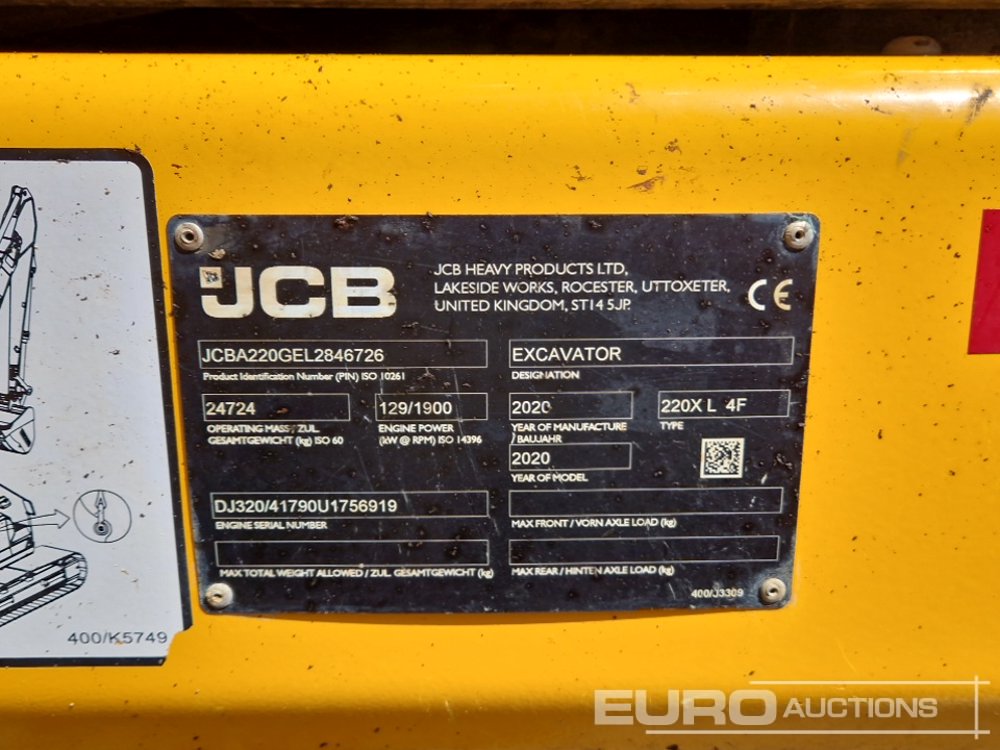 JCB
JCB HEAVY PRODUCTS LTD,
LAKESIDE WORKS, ROCESTER, UTTOXETER,
UNITED KINGDOM, ST14 5JP.
CE
JCBA220GEL2846726
Product Identification Number (PIN) ISO 10261
EXCAVATOR
DESIGNATION
24724
OPERATING MASS / ZUL.
GESAMTGEWICHT (kg) ISO 60
129/1900
ENGINE POWER
(kW @ RPM) ISO 14396
2020
YEAR OF MANUFACTURE
/ BAUJAHR
220X L 4F
TYPE
2020
YEAR OF MODEL
DJ320/41790U1756919
ENGINE SERIAL NUMBER
MAX FRONT / VORN AXLE LOAD (kg)
MAX TOTAL WEIGHT ALLOWED / ZUL. GESAMTGEWICHT (kg)
MAX REAR / HINTEN AXLE LOAD (kg)
400/J3309
400/K5749
EURO AUCTIONS